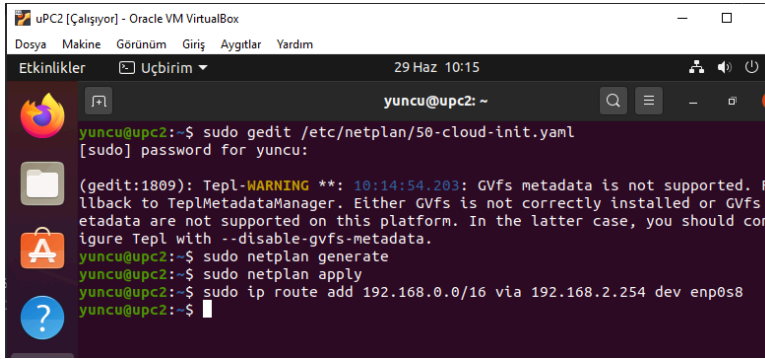 uPC2 [Çalışıyor] - Oracle VM VirtualBox
Dosya Makine Görünüm Giriş Aygıtlar Yardım
Etkinlikler Uçbirim 29 Haz 10:15
yuncu@upc2: ~
yuncu@upc2:~$ sudo gedit /etc/netplan/50-cloud-init.yaml
[sudo] password for yuncu:
(gedit:1809): Tepl-WARNING **: 10:14:54.203: GVfs metadata is not supported. F
llback to TeplMetadataManager. Either GVfs is not correctly installed or GVfs
etadata are not supported on this platform. In the latter case, you should con
igure Tepl with --disable-gvfs-metadata.
yuncu@upc2:~$ sudo netplan generate
yuncu@upc2:~$ sudo netplan apply
yuncu@upc2:~$ sudo ip route add 192.168.0.0/16 via 192.168.2.254 dev enp0s8
yuncu@upc2:~$